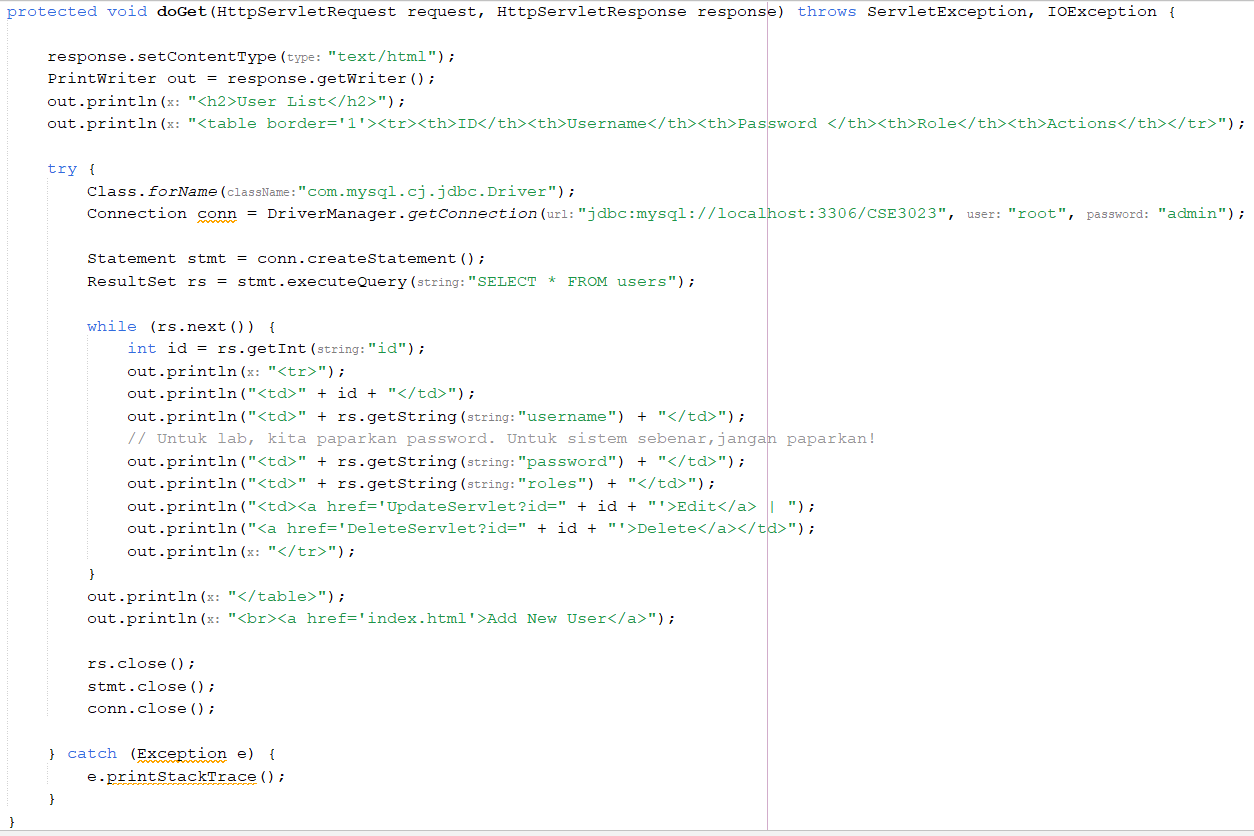 protected void doGet(HttpServletRequest request, HttpServletResponse response) throws ServletException, IOException {
response.setContentType(type: "text/html");
PrintWriter out = response.getWriter();
out.println(x: "<h2>User List</h2>");
out.println(x: "<table border='1'><tr><th>ID</th><th>Username</th><th>Password </th><th>Role</th><th>Actions</th></tr>");
try {
Class.forName(className:"com.mysql.cj.jdbc.Driver");
Connection conn = DriverManager.getConnection(url:"jdbc:mysql://localhost:3306/CSE3023", user: "root", password: "admin");
Statement stmt = conn.createStatement();
ResultSet rs = stmt.executeQuery(string:"SELECT * FROM users");
while (rs.next()) {
int id = rs.getInt(string:"id");
out.println(x: "<tr>");
out.println("<td>" + id + "</td>");
out.println("<td>" + rs.getString(string:"username") + "</td>");
// Untuk lab, kita paparkan password. Untuk sistem sebenar,jangan paparkan!
out.println("<td>" + rs.getString(string:"password") + "</td>");
out.println("<td>" + rs.getString(string:"roles") + "</td>");
out.println("<td><a href='UpdateServlet?id=" + id + "'>Edit</a> | ");
out.println("<a href='DeleteServlet?id=" + id + "'>Delete</a></td>");
out.println(x: "</tr>");
}
out.println(x: "</table>");
out.println(x: "<br><a href='index.html'>Add New User</a>");
rs.close();
stmt.close();
conn.close();
} catch (Exception e) {
e.printStackTrace();
}
}